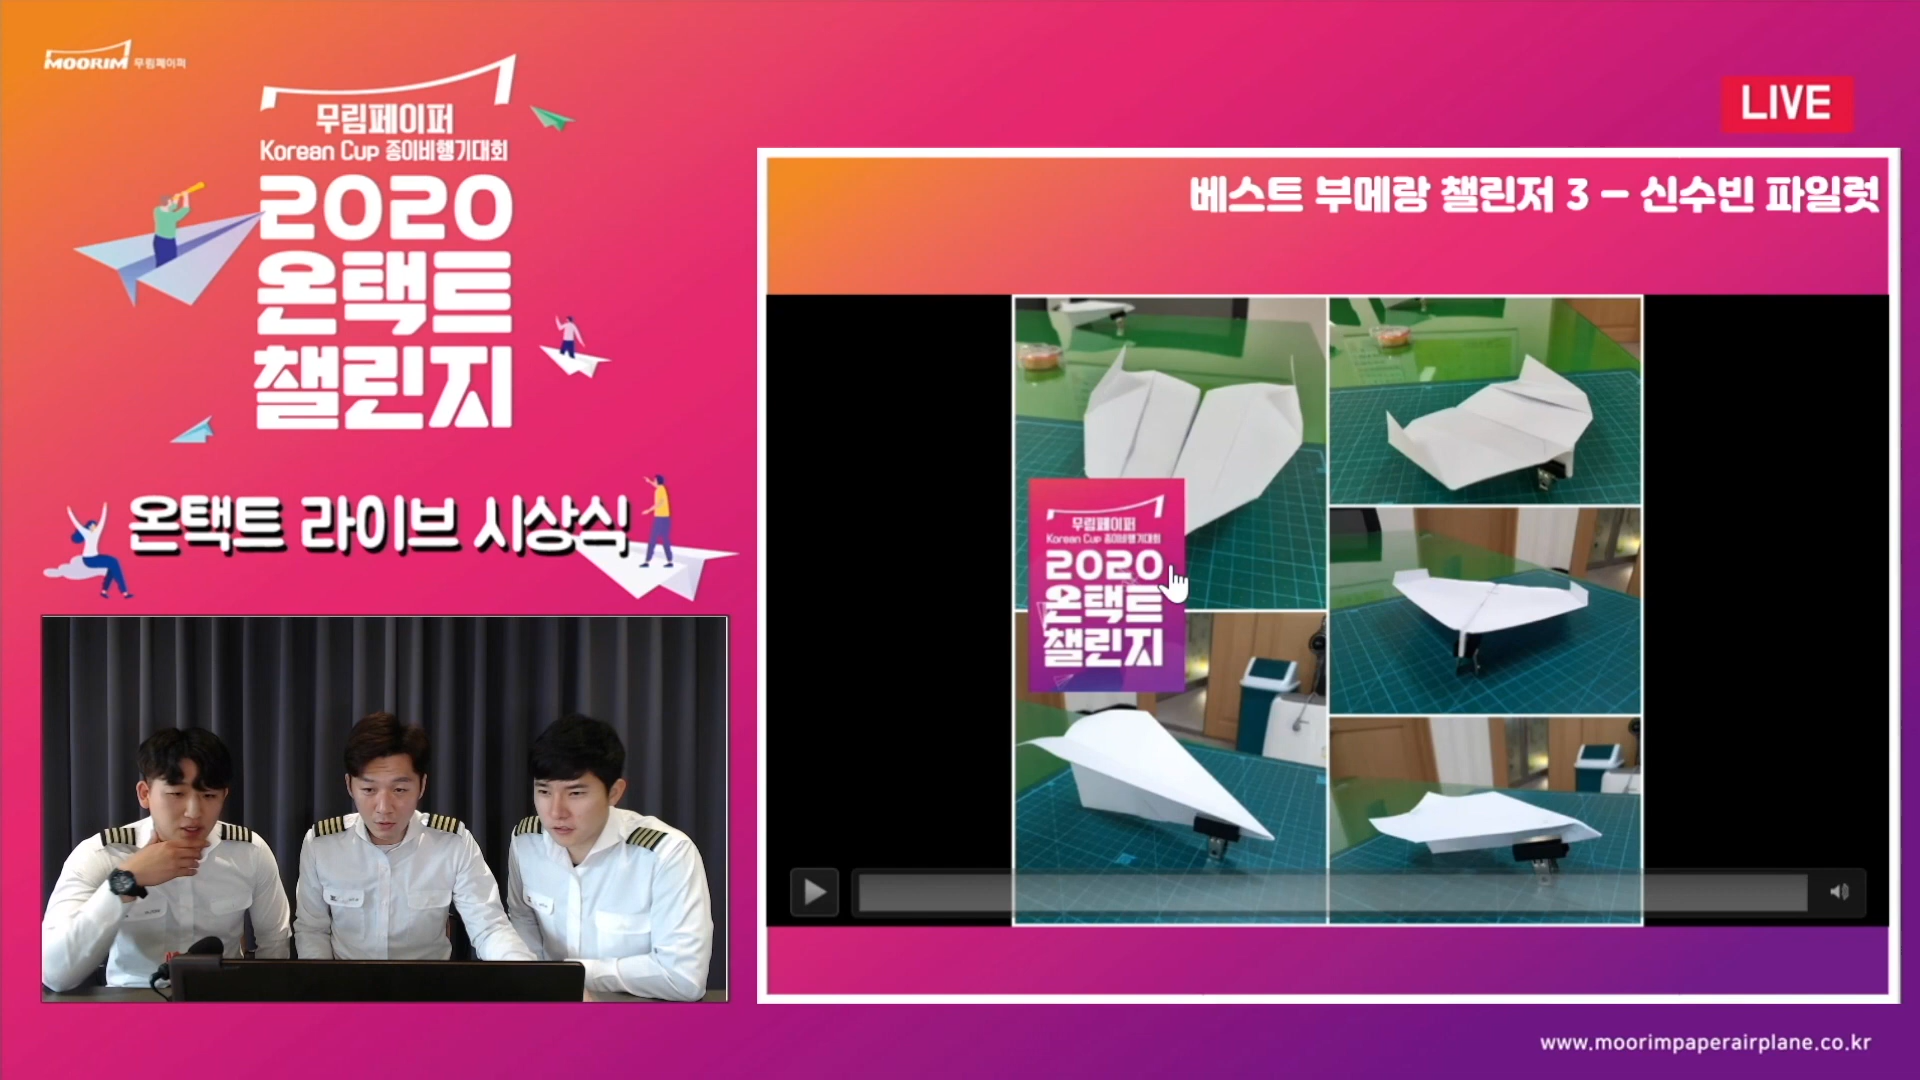 MOORIM 무림페이퍼
무림페이퍼
Korean Cup 종이비행기대회
2020
온택트
챌린지
온택트 라이브 시상식
LIVE
베스트 부메랑 챌린저 3 – 신수빈 파일럿
무림페이퍼
Korean Cup 종이비행기대회
2020
온택트
챌린지
www.moorimpaperairplane.co.kr